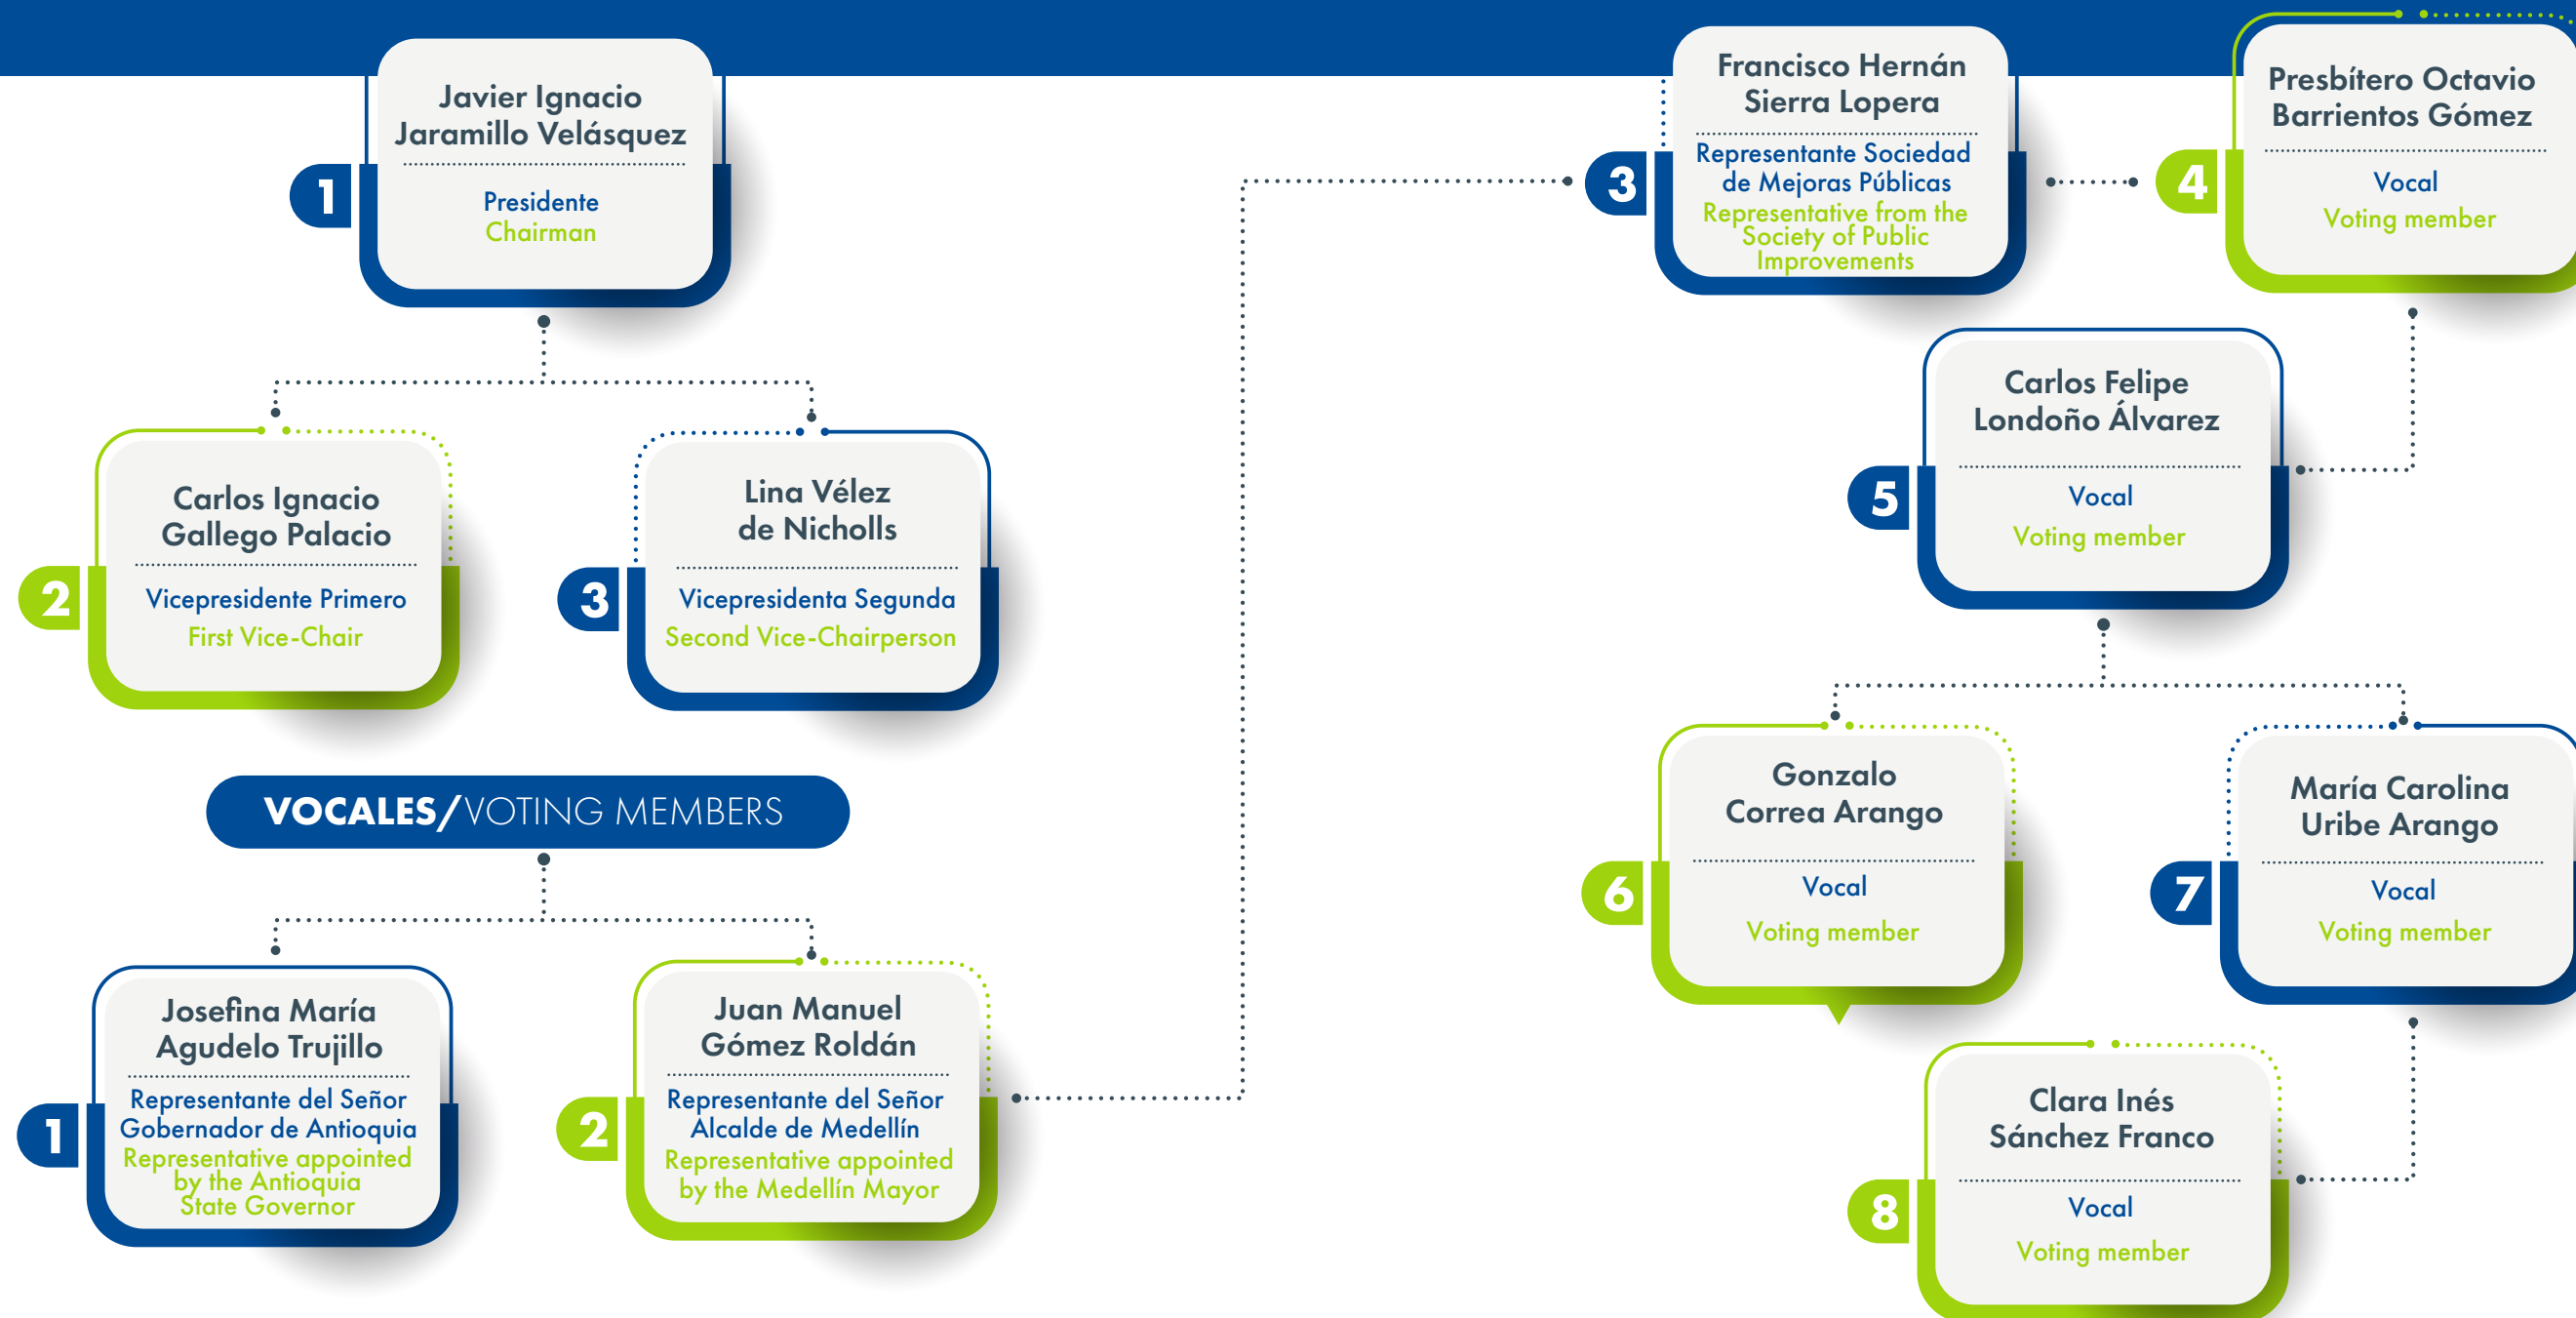 1
Javier Ignacio
Jaramillo Velásquez
Presidente
Chairman
2
Carlos Ignacio
Gallego Palacio
Vicepresidente Primero
First Vice-Chair
3
Lina Vélez
de Nicholls
Vicepresidenta Segunda
Second Vice-Chairperson
VOCALES/VOTING MEMBERS
1
Josefina María
Agudelo Trujillo
Representante del Señor
Gobernador de Antioquia
Representative appointed
by the Antioquia
State Governor
2
Juan Manuel
Gómez Roldán
Representante del Señor
Alcalde de Medellín
Representative appointed
by the Medellín Mayor
3
Francisco Hernán
Sierra Lopera
Representante Sociedad
de Mejoras Públicas
Representative from the
Society of Public
Improvements
4
Presbítero Octavio
Barrientos Gómez
Vocal
Voting member
5
Carlos Felipe
Londoño Álvarez
Vocal
Voting member
6
Gonzalo
Correa Arango
Vocal
Voting member
7
María Carolina
Uribe Arango
Vocal
Voting member
8
Clara Inés
Sánchez Franco
Vocal
Voting member